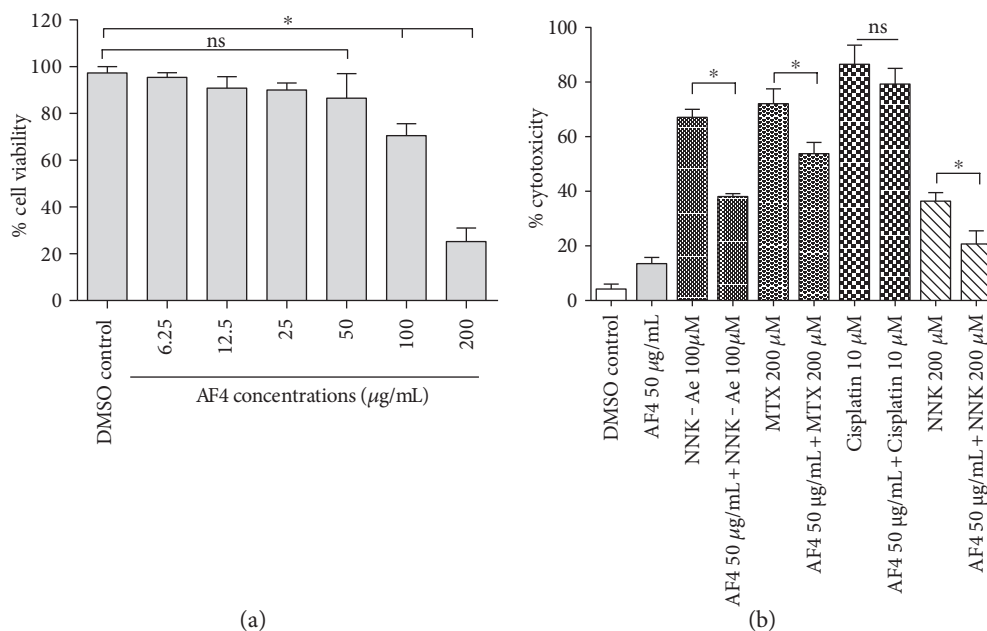 120
100
80
60
40
20
0
% cell viability
*
ns
DMSO control
6.25
12.5
25
50
100
200
AF4 concentrations (µg/mL)
(a)
100
80
60
40
20
0
% cytotoxicity
*
*
ns
*
DMSO control
AF4 50 µg/mL
NNK – Ae 100µM
AF4 50 µg/mL + NNK – Ae 100µM
MTX 200 µM
AF4 50 µg/mL + MTX 200 µM
Cisplatin 10 µM
AF4 50 µg/mL + Cisplatin 10 µM
NNK 200 µM
AF4 50 µg/mL + NNK 200 µM
(b)